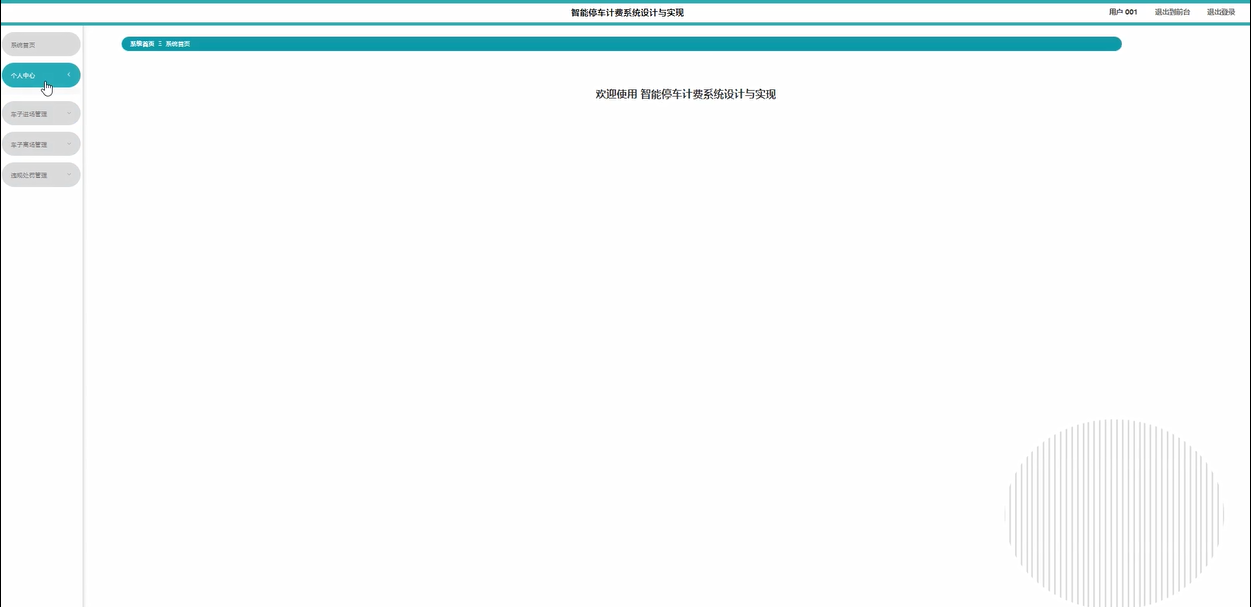 智能停车计费系统设计与实现
用户 001 退出到前台 退出登录
系统首页
系统首页 Ξ 系统首页
个人中心
欢迎使用 智能停车计费系统设计与实现
车子进场管理
车子离场管理
违规处罚管理